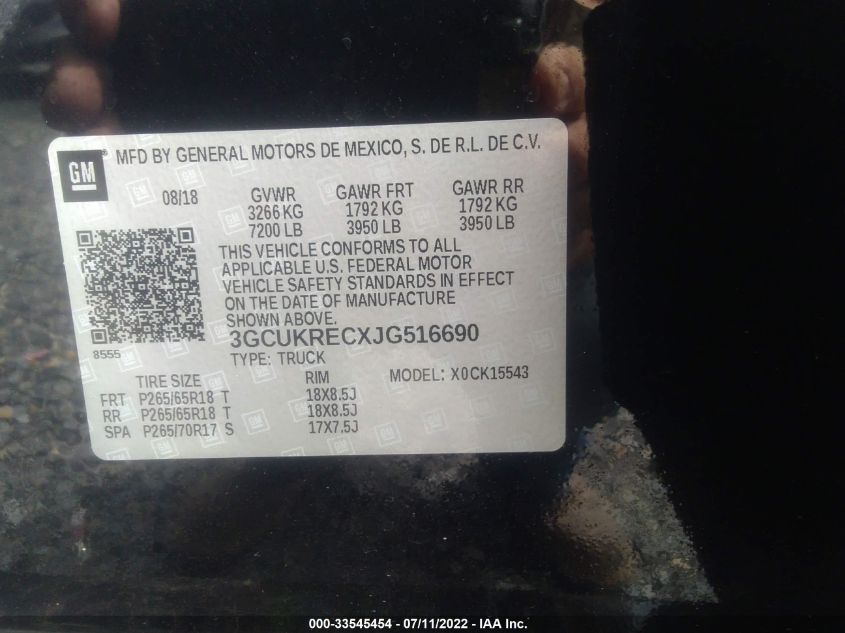 GM
MFD BY GENERAL MOTORS DE MEXICO, S. DE R.L. DE C.V.
08/18 GVWR GAWR FRT GAWR RR
3266 KG 1792 KG 1792 KG
7200 LB 3950 LB 3950 LB
THIS VEHICLE CONFORMS TO ALL
APPLICABLE U.S. FEDERAL MOTOR
VEHICLE SAFETY STANDARDS IN EFFECT
ON THE DATE OF MANUFACTURE
SHOWN ABOVE.
8555
3GCUKRECXJG516690
TYPE: TRUCK
TIRE SIZE RIM MODEL: X0CK15543
FRT P265/65R18 T 18X8.5J
RR P265/65R18 T 18X8.5J
SPA P265/70R17 S 17X7.5J
000-33545454 - 07/11/2022 - IAA Inc.